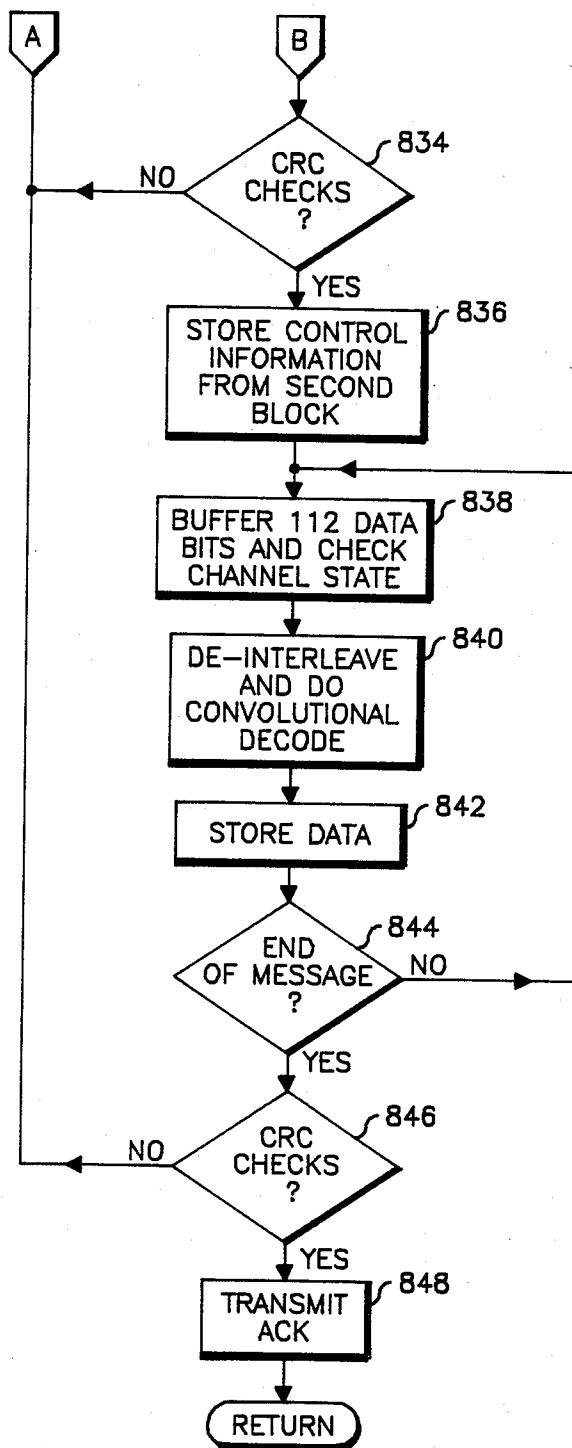 A
B
834
CRC
CHECKS
?
NO
YES
836
STORE CONTROL
INFORMATION
FROM SECOND
BLOCK
838
BUFFER 112 DATA
BITS AND CHECK
CHANNEL STATE
840
DE-INTERLEAVE
AND DO
CONVOLUTIONAL
DECODE
842
STORE DATA
844
END
OF MESSAGE
?
NO
YES
846
CRC
CHECKS
?
NO
YES
848
TRANSMIT
ACK
RETURN